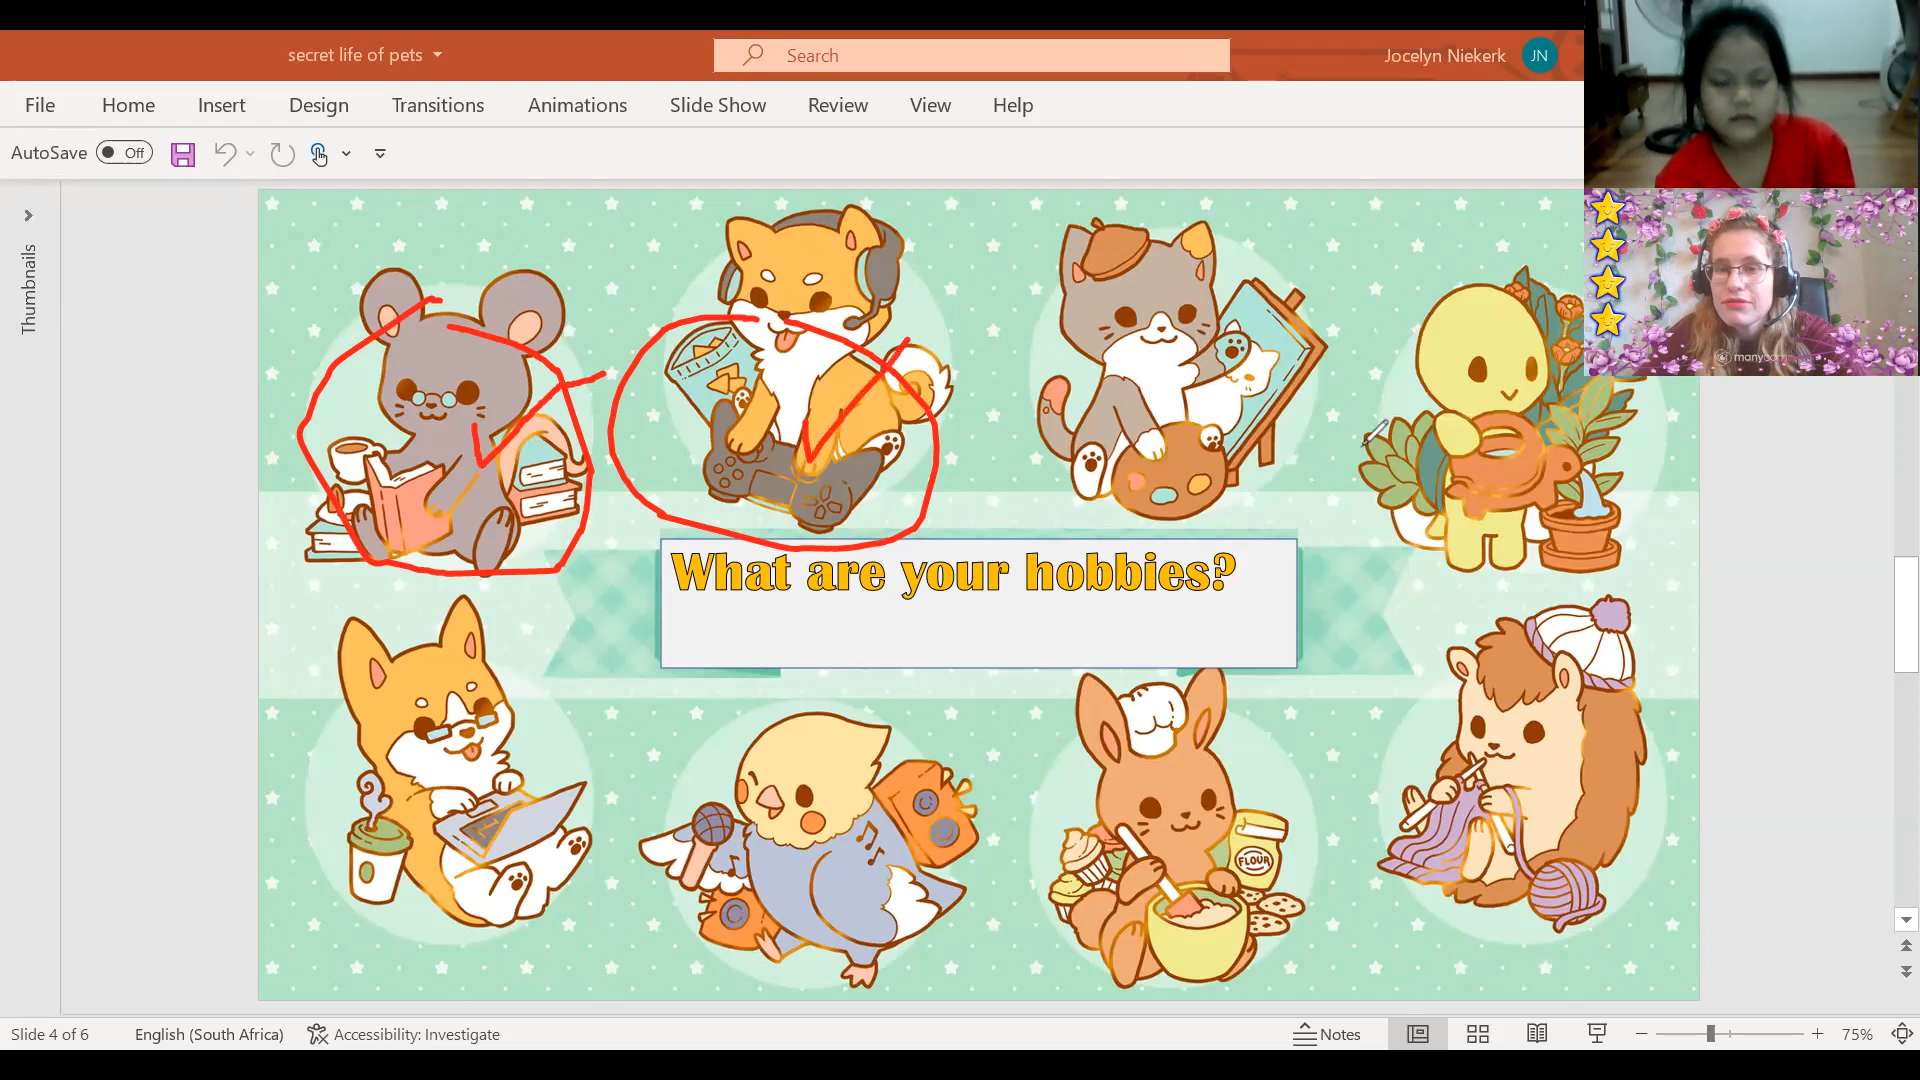 secret life of pets
Search
Jocelyn Niekerk
JN
File
Home
Insert
Design
Transitions
Animations
Slide Show
Review
View
Help
AutoSave
Off
Thumbnails
What are your hobbies?
FLOUR
Slide 4 of 6
English (South Africa)
Accessibility: Investigate
Notes
75%